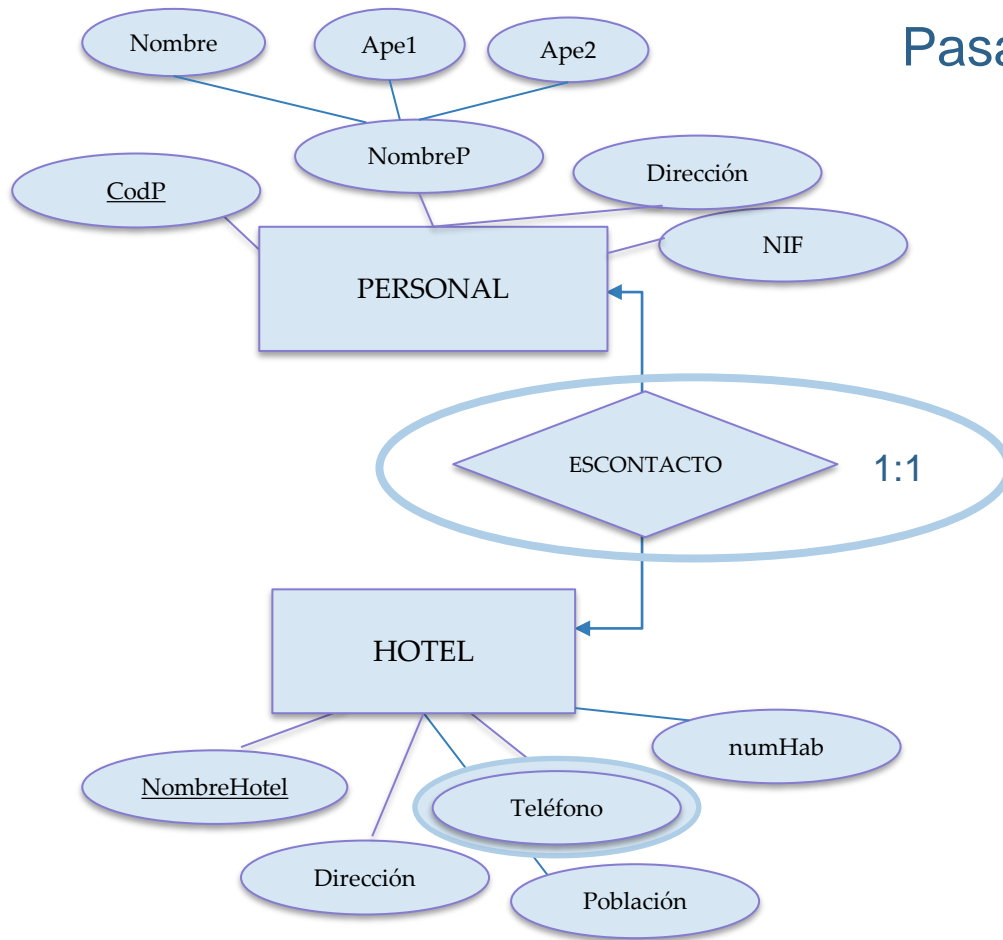 Nombre
Ape1
Ape2
Pasa
NombreP
CodP
Dirección
NIF
PERSONAL
ESCONTACTO
1:1
HOTEL
numHab
NombreHotel
Teléfono
Dirección
Población